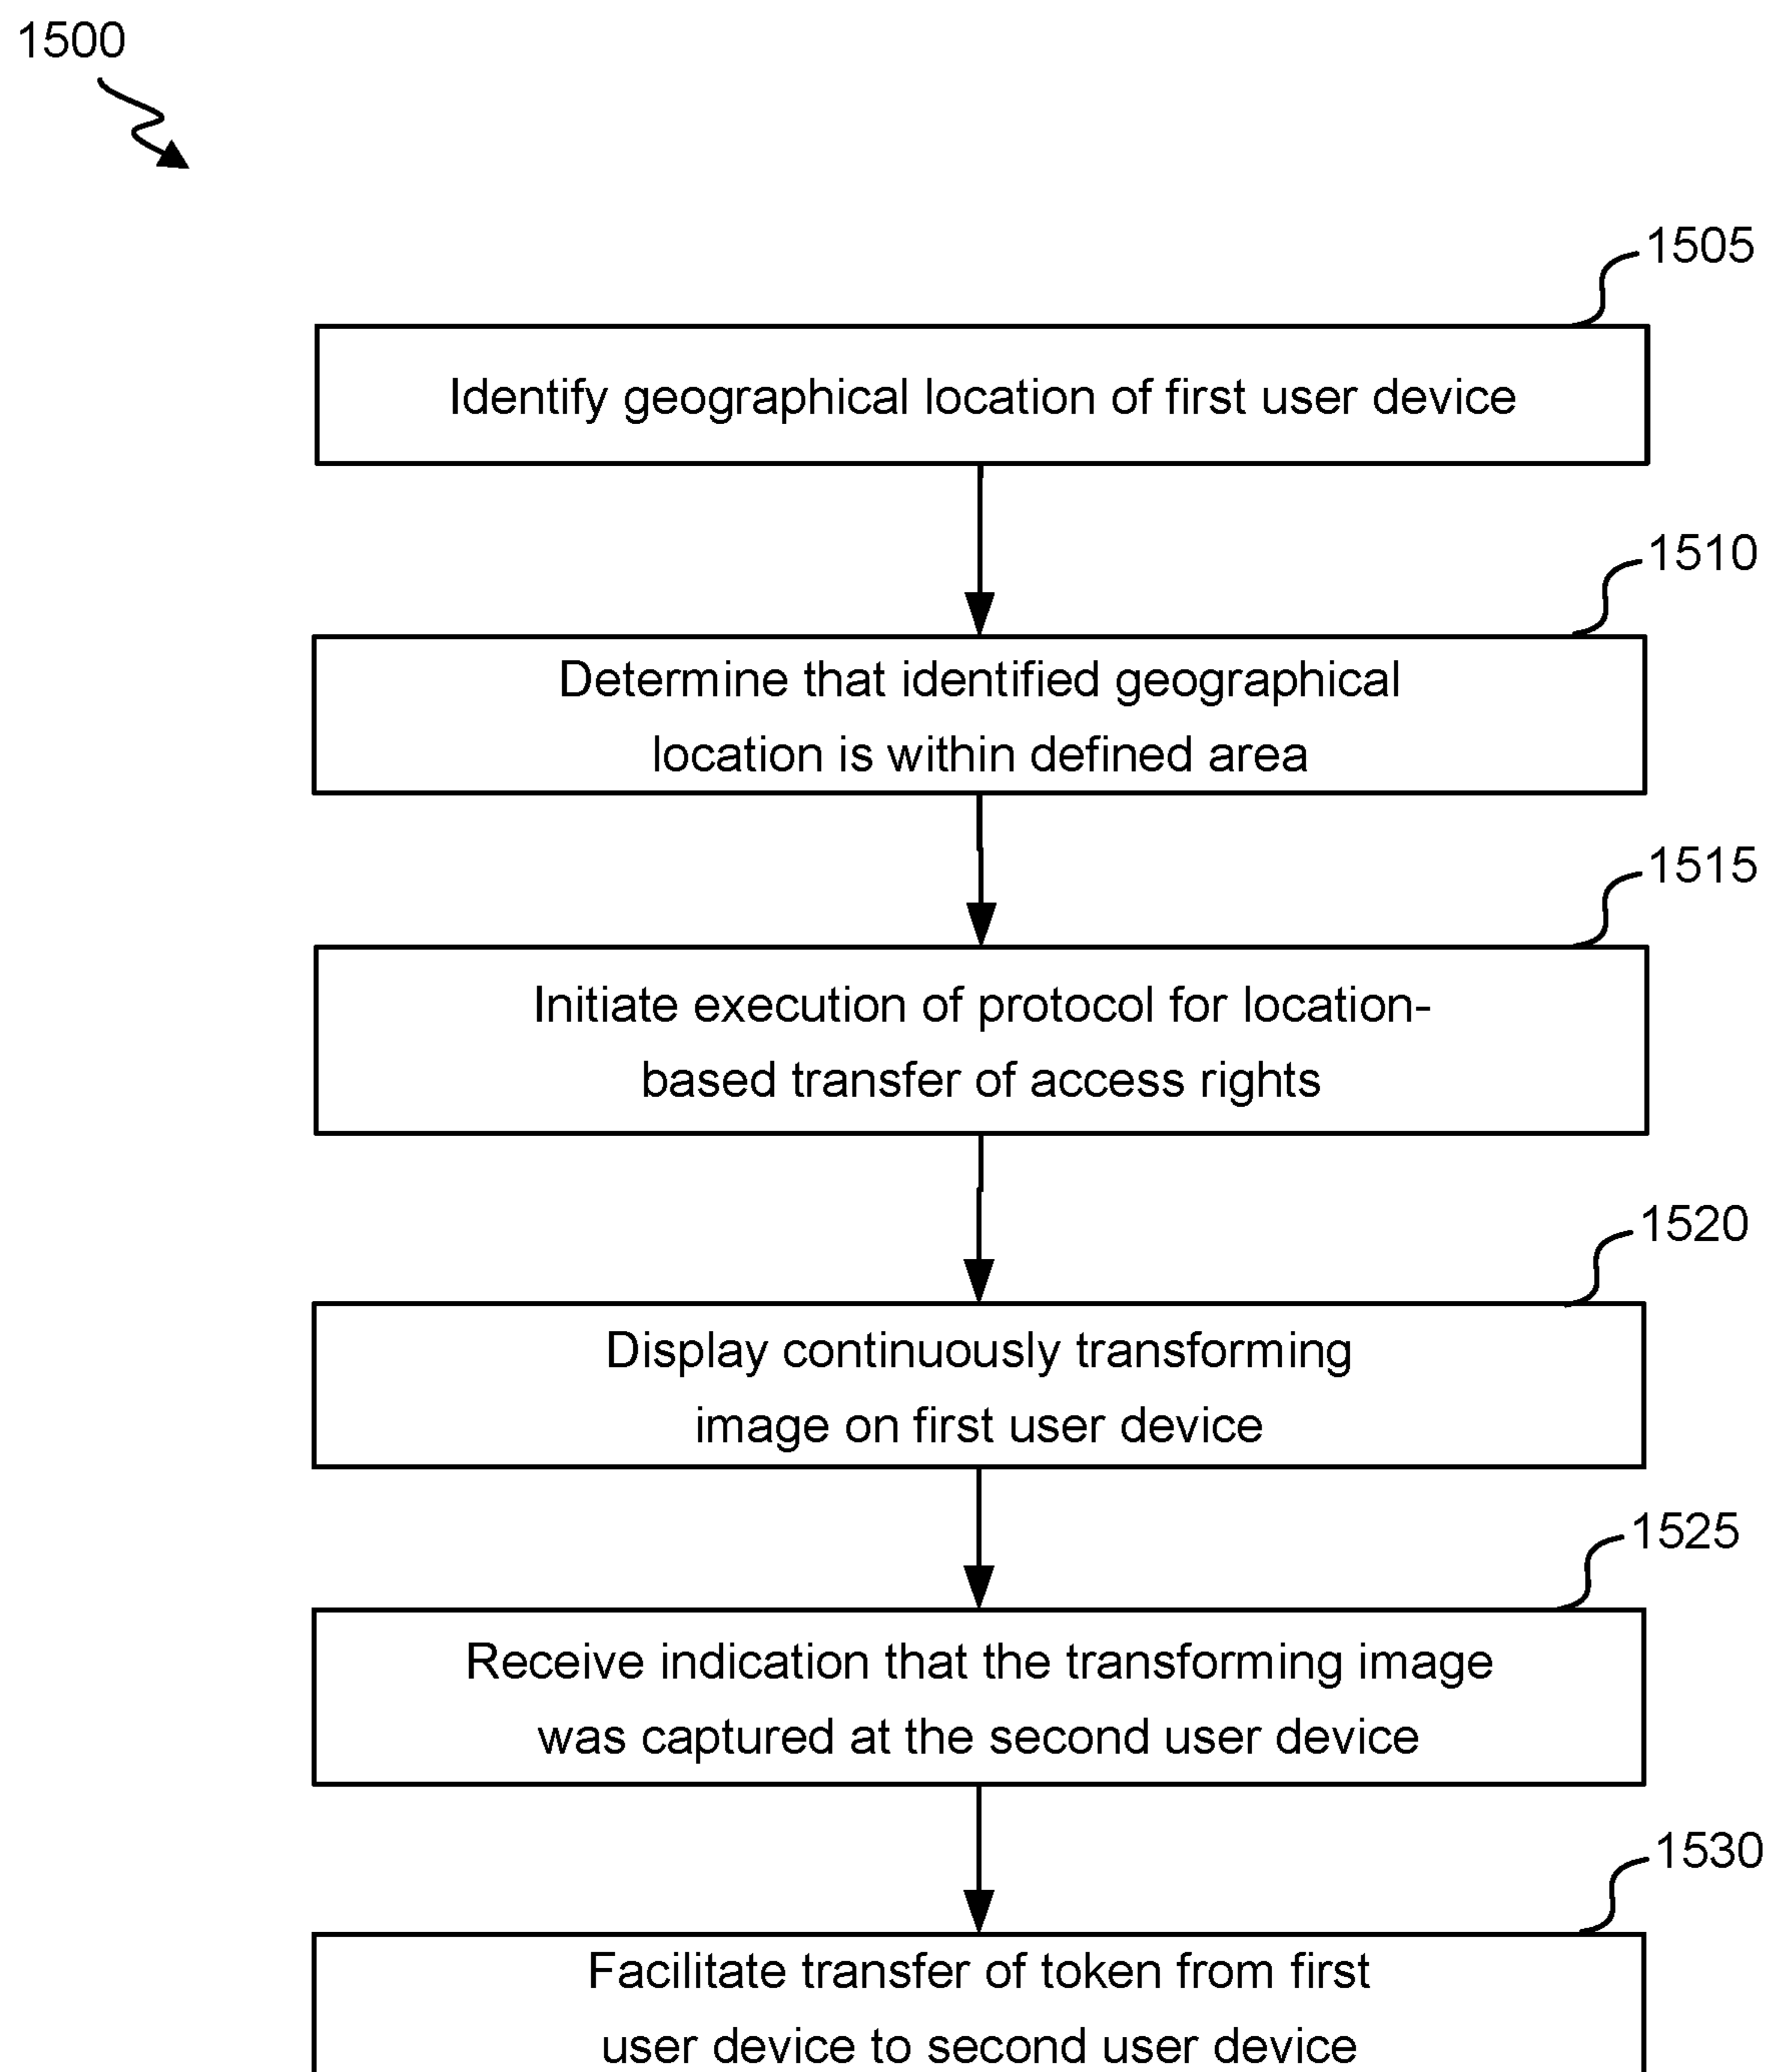 1500
1505
Identify geographical location of first user device
1510
Determine that identified geographical
location is within defined area
1515
Initiate execution of protocol for location-
based transfer of access rights
1520
Display continuously transforming
image on first user device
1525
Receive indication that the transforming image
was captured at the second user device
1530
Facilitate transfer of token from first
user device to second user device